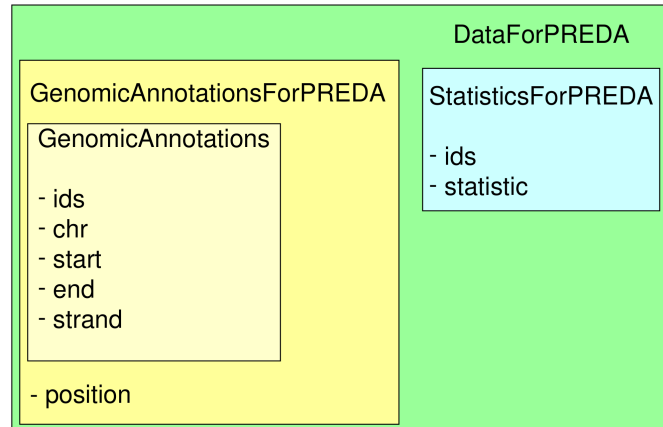 DataForPREDA
GenomicAnnotationsForPREDA
GenomicAnnotations
- ids
- chr
- start
- end
- strand
- position
StatisticsForPREDA
- ids
- statistic